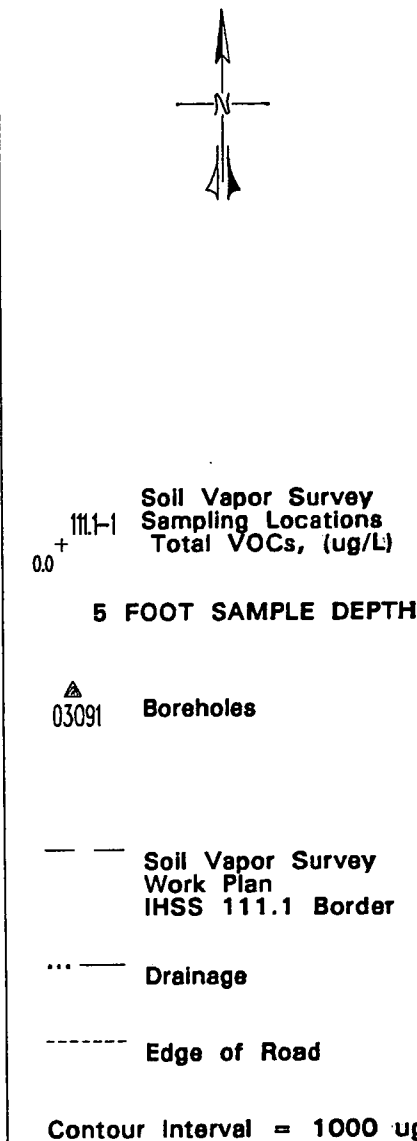 N
Soil Vapor Survey
111.1-1 Sampling Locations
Total VOCs, (ug/L)
0.0
5 FOOT SAMPLE DEPTH
03091 Boreholes
Soil Vapor Survey
Work Plan
IHSS 111.1 Border
Drainage
Edge of Road
Contour Interval = 1000 ug